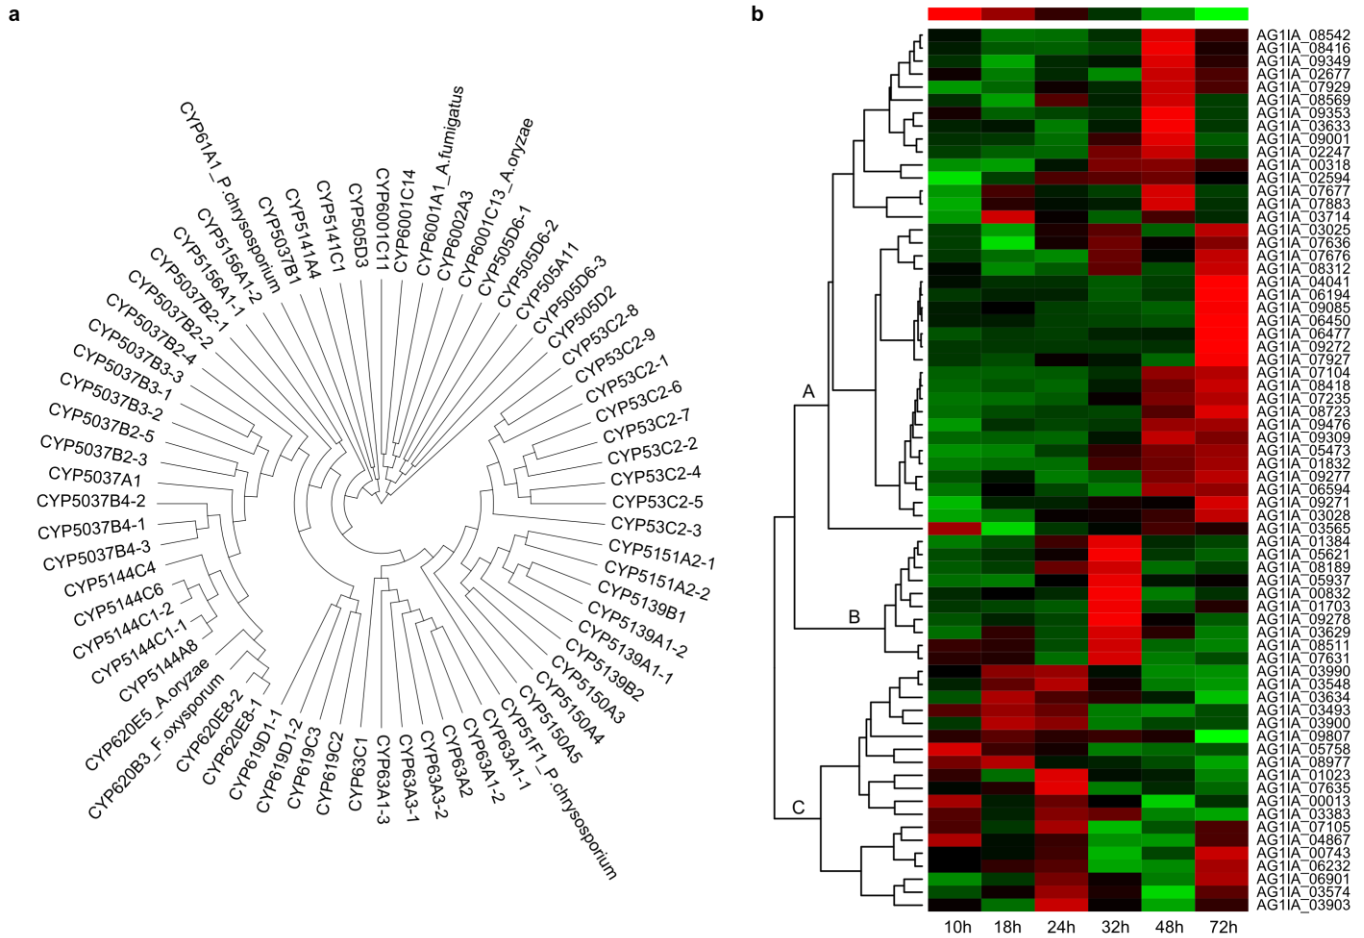 a
CYP61A1_P.chrysosporium
CYP5037B1
CYP5141A4
CYP5141C1
CYP505D3
CYP6001C11
CYP6001C14
CYP6001A1_A.fumigatus
CYP6002A3
CYP6001C13_A.oryzae
CYP505D6-1
CYP505D6-2
CYP505A11
CYP505D6-3
CYP505D2
CYP53C2-8
CYP53C2-9
CYP53C2-1
CYP53C2-6
CYP53C2-7
CYP53C2-2
CYP53C2-4
CYP53C2-5
CYP53C2-3
CYP5151A2-1
CYP5151A2-2
CYP5139B1
CYP5139A1-2
CYP5139A1-1
CYP5139B2
CYP5150A3
CYP5150A4
CYP5150A5
CYP51F1_P.chrysosporium
CYP63A1-1
CYP63A1-2
CYP63A2
CYP63A3-2
CYP63A3-1
CYP63A1-3
CYP63C1
CYP619C2
CYP619C3
CYP619D1-2
CYP619D1-1
CYP620E8-1
CYP620E8-2
CYP620B3_F.oxysporum
CYP620E5_A.oryzae
CYP5144A8
CYP5144C1-1
CYP5144C1-2
CYP5144C6
CYP5144C4
CYP5037B4-3
CYP5037B4-1
CYP5037B4-2
CYP5037A1
CYP5037B2-3
CYP5037B2-5
CYP5037B3-2
CYP5037B3-1
CYP5037B3-3
CYP5037B2-4
CYP5037B2-2
CYP5037B2-1
CYP5156A1-1
CYP5156A1-2
b
A
B
C
AG1IA_08542
AG1IA_08416
AG1IA_09349
AG1IA_02677
AG1IA_07929
AG1IA_08569
AG1IA_09353
AG1IA_03633
AG1IA_09001
AG1IA_02247
AG1IA_00318
AG1IA_02594
AG1IA_07677
AG1IA_07883
AG1IA_03714
AG1IA_03025
AG1IA_07636
AG1IA_07676
AG1IA_08312
AG1IA_04041
AG1IA_06194
AG1IA_09085
AG1IA_06450
AG1IA_06477
AG1IA_09272
AG1IA_07927
AG1IA_07104
AG1IA_08418
AG1IA_07235
AG1IA_08723
AG1IA_09476
AG1IA_09309
AG1IA_05473
AG1IA_01832
AG1IA_09277
AG1IA_06594
AG1IA_09271
AG1IA_03028
AG1IA_03565
AG1IA_01384
AG1IA_05621
AG1IA_08189
AG1IA_05937
AG1IA_00832
AG1IA_01703
AG1IA_09278
AG1IA_03629
AG1IA_08511
AG1IA_07631
AG1IA_03990
AG1IA_03548
AG1IA_03634
AG1IA_03493
AG1IA_03900
AG1IA_09807
AG1IA_05758
AG1IA_08977
AG1IA_01023
AG1IA_07635
AG1IA_00013
AG1IA_03383
AG1IA_07105
AG1IA_04867
AG1IA_00743
AG1IA_06232
AG1IA_06901
AG1IA_03574
AG1IA_03903
10h 18h 24h 32h 48h 72h